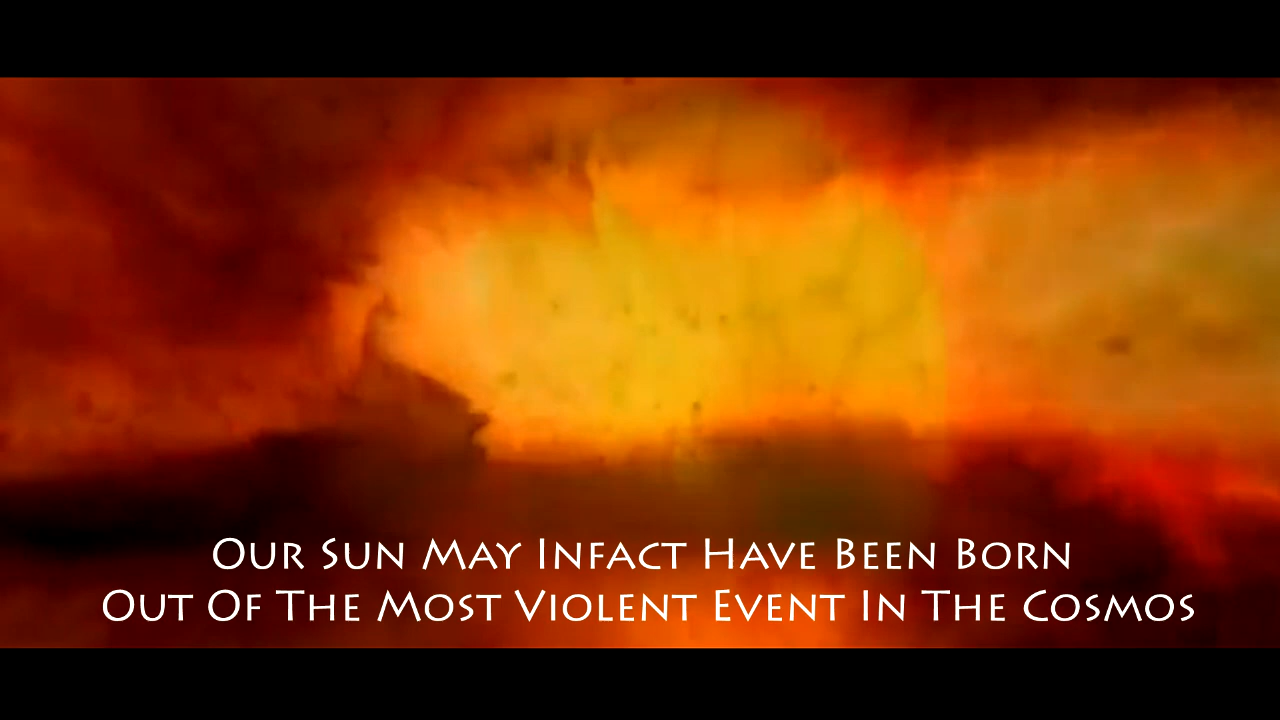 Our Sun May Infact Have Been Born
Out Of The Most Violent Event In The Cosmos